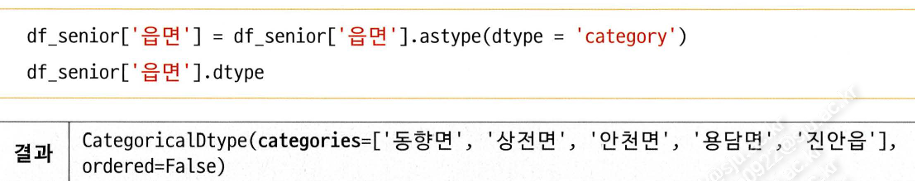 df_senior['읍면'] = df_senior['읍면'].astype(dtype = 'category')
df_senior['읍면'].dtype
결과
CategoricalDtype(categories=['동향면', '상전면', '안천면', '용담면', '진안읍'],
ordered=False)